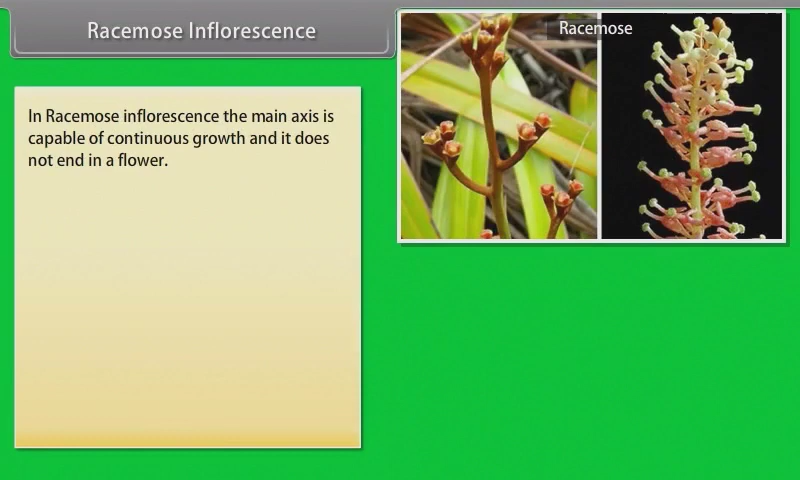 Racemose Inflorescence
Racemose
In Racemose inflorescence the main axis is
capable of continuous growth and it does
not end in a flower.